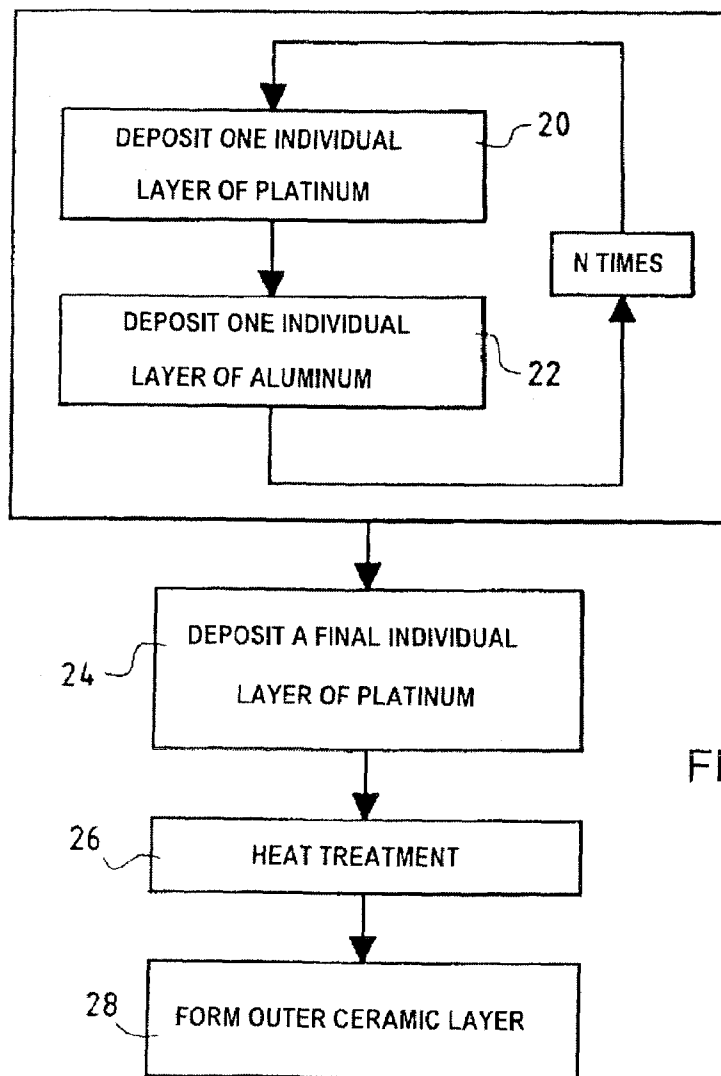 DEPOSIT ONE INDIVIDUAL
LAYER OF PLATINUM
20
N TIMES
DEPOSIT ONE INDIVIDUAL
LAYER OF ALUMINUM
22
DEPOSIT A FINAL INDIVIDUAL
LAYER OF PLATINUM
24
26
HEAT TREATMENT
28
FORM OUTER CERAMIC LAYER